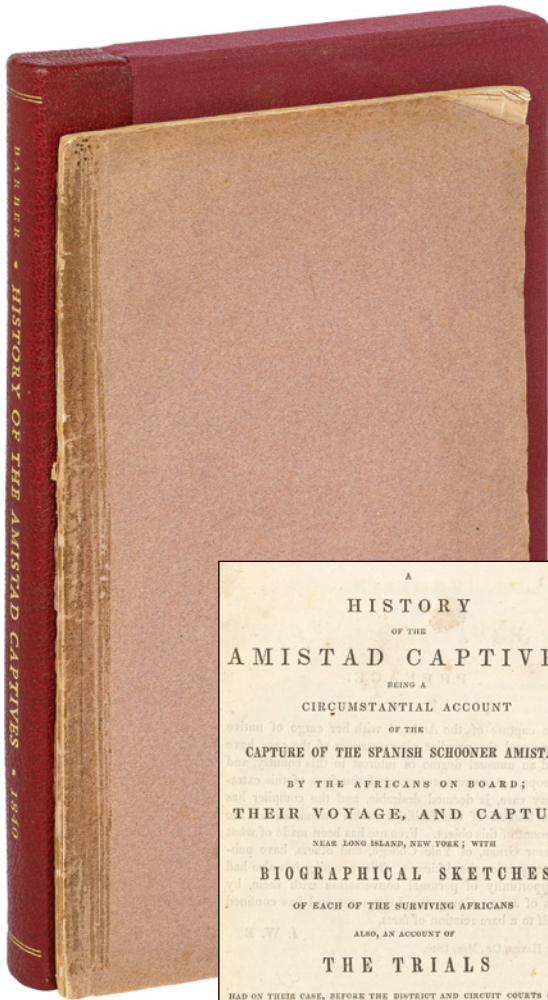 BARBER • HISTORY OF THE AMISTAD CAPTIVES • 1840
A
HISTORY
OF THE
AMISTAD CAPTIVE
BEING A
CIRCUMSTANTIAL ACCOUNT
OF THE
CAPTURE OF THE SPANISH SCHOONER AMISTA
BY THE AFRICANS ON BOARD;
THEIR VOYAGE, AND CAPTU
NEAR LONG ISLAND, NEW YORK; WITH
BIOGRAPHICAL SKETCHES
OF EACH OF THE SURVIVING AFRICANS
ALSO, AN ACCOUNT OF
THE TRIALS
HAD ON THEIR CASE, BEFORE THE DISTRICT AND CIRCUIT COURTS